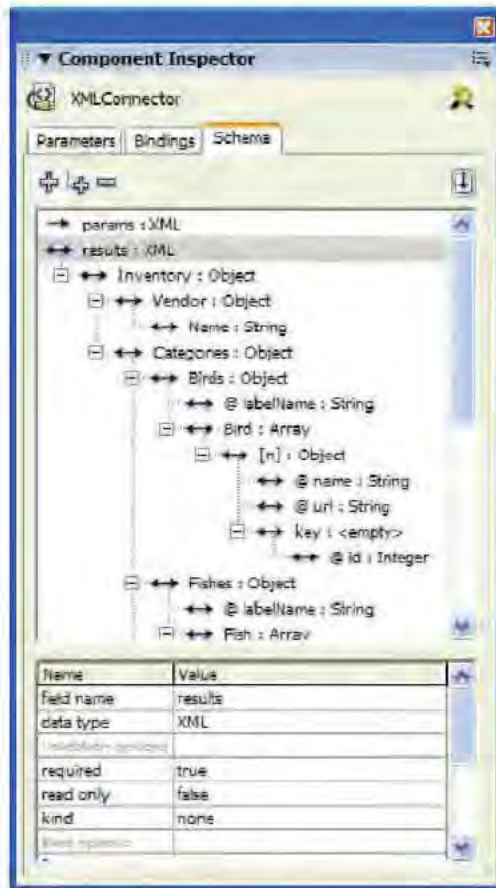 Component Inspector
XMLConnector
Parameters Bindings Schema
params : XML
results : XML
Inventory : Object
Vendor : Object
Name : String
Categories : Object
Birds : Object
@ labelName : String
Bird : Array
[n] : Object
@ name : String
@ url : String
key : <empty>
@ id : Integer
Fishes : Object
@ labelName : String
Fish : Array
Name Value
field name results
data type XML
required true
read only false
kind none